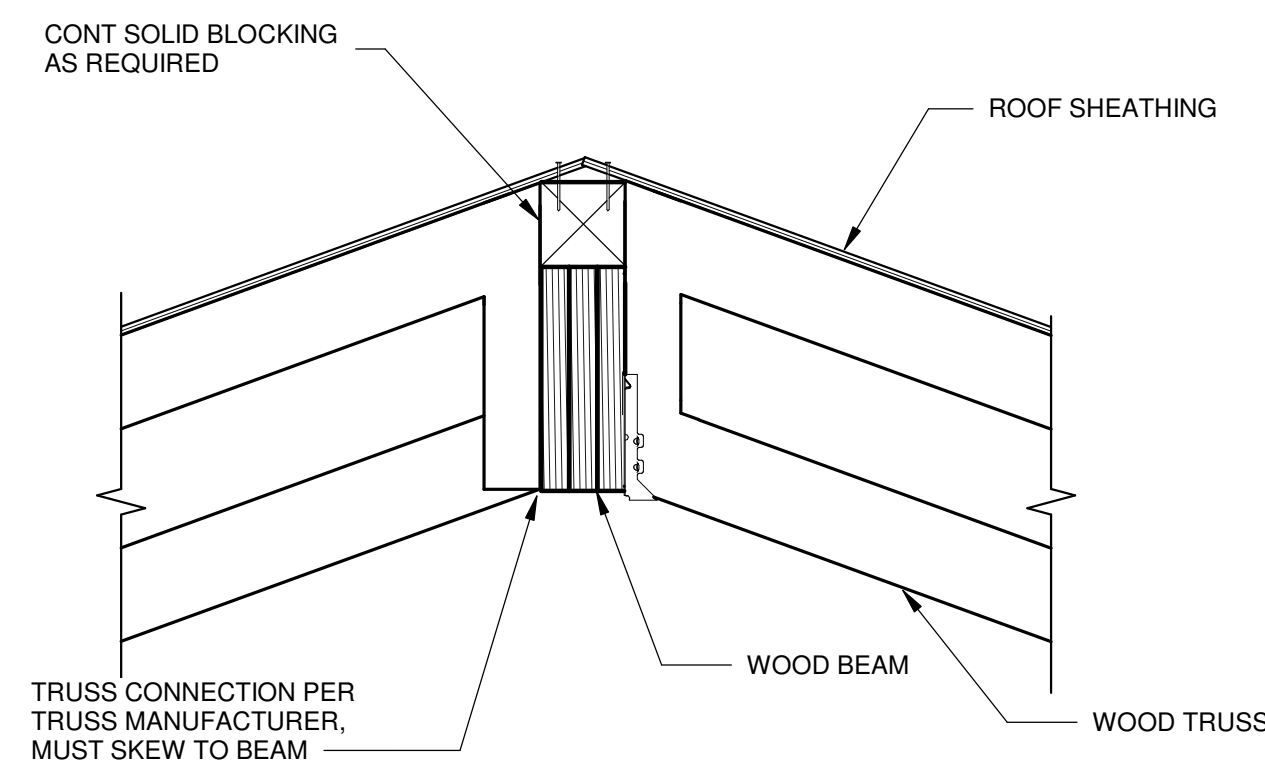 CONT SOLID BLOCKING
AS REQUIRED
ROOF SHEATHING
WOOD BEAM
TRUSS CONNECTION PER
TRUSS MANUFACTURER,
MUST SKEW TO BEAM
WOOD TRUSS